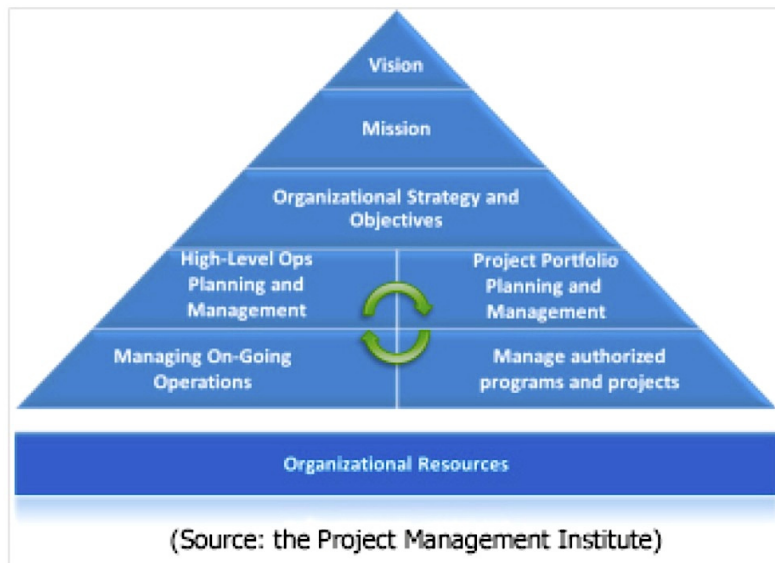 Vision
Mission
Organizational Strategy and
Objectives
High-Level Ops
Planning and
Management
Project Portfolio
Planning and
Management
Managing On-Going
Operations
Manage authorized
programs and projects
Organizational Resources
(Source: the Project Management Institute)